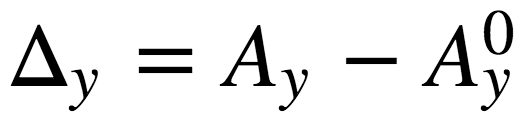 Δ_y = A_y − A_y^0